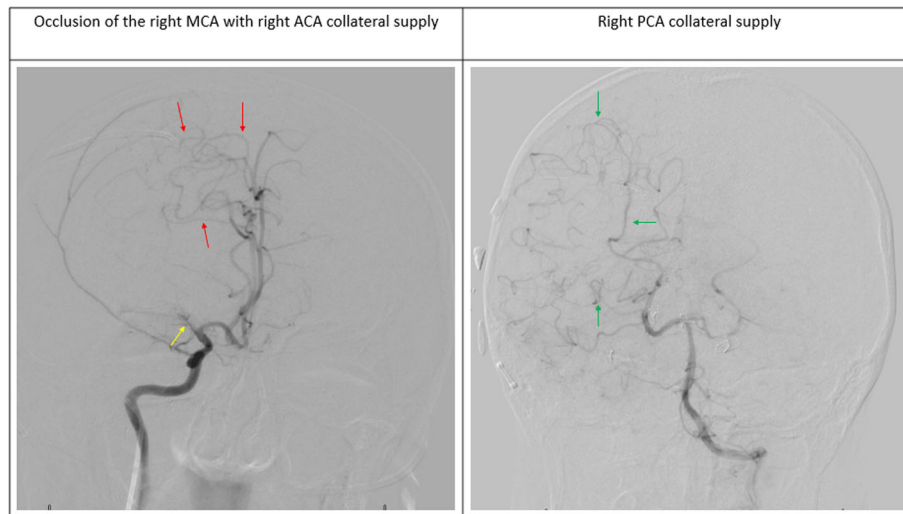 Occlusion of the right MCA with right ACA collateral supply
Right PCA collateral supply